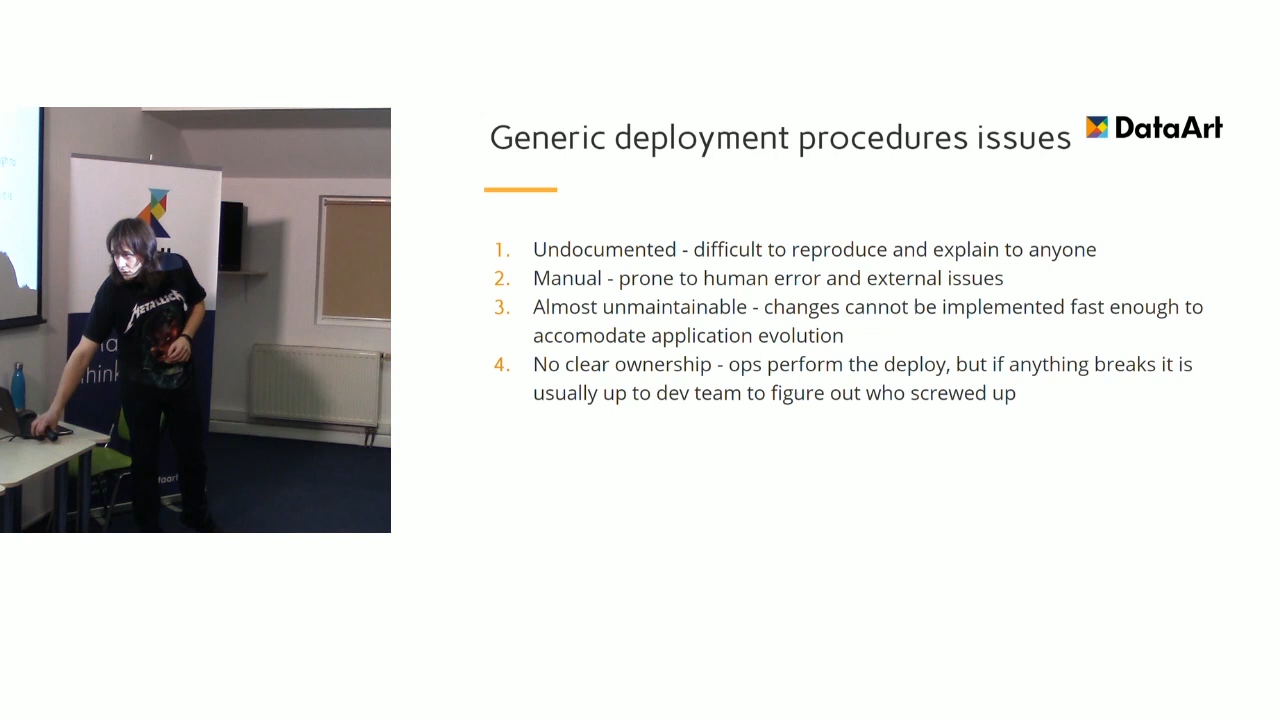 Generic deployment procedures issues
DataArt
1. Undocumented - difficult to reproduce and explain to anyone
2. Manual - prone to human error and external issues
3. Almost unmaintainable - changes cannot be implemented fast enough to
accomodate application evolution
4. No clear ownership - ops perform the deploy, but if anything breaks it is
usually up to dev team to figure out who screwed up
METALLICA